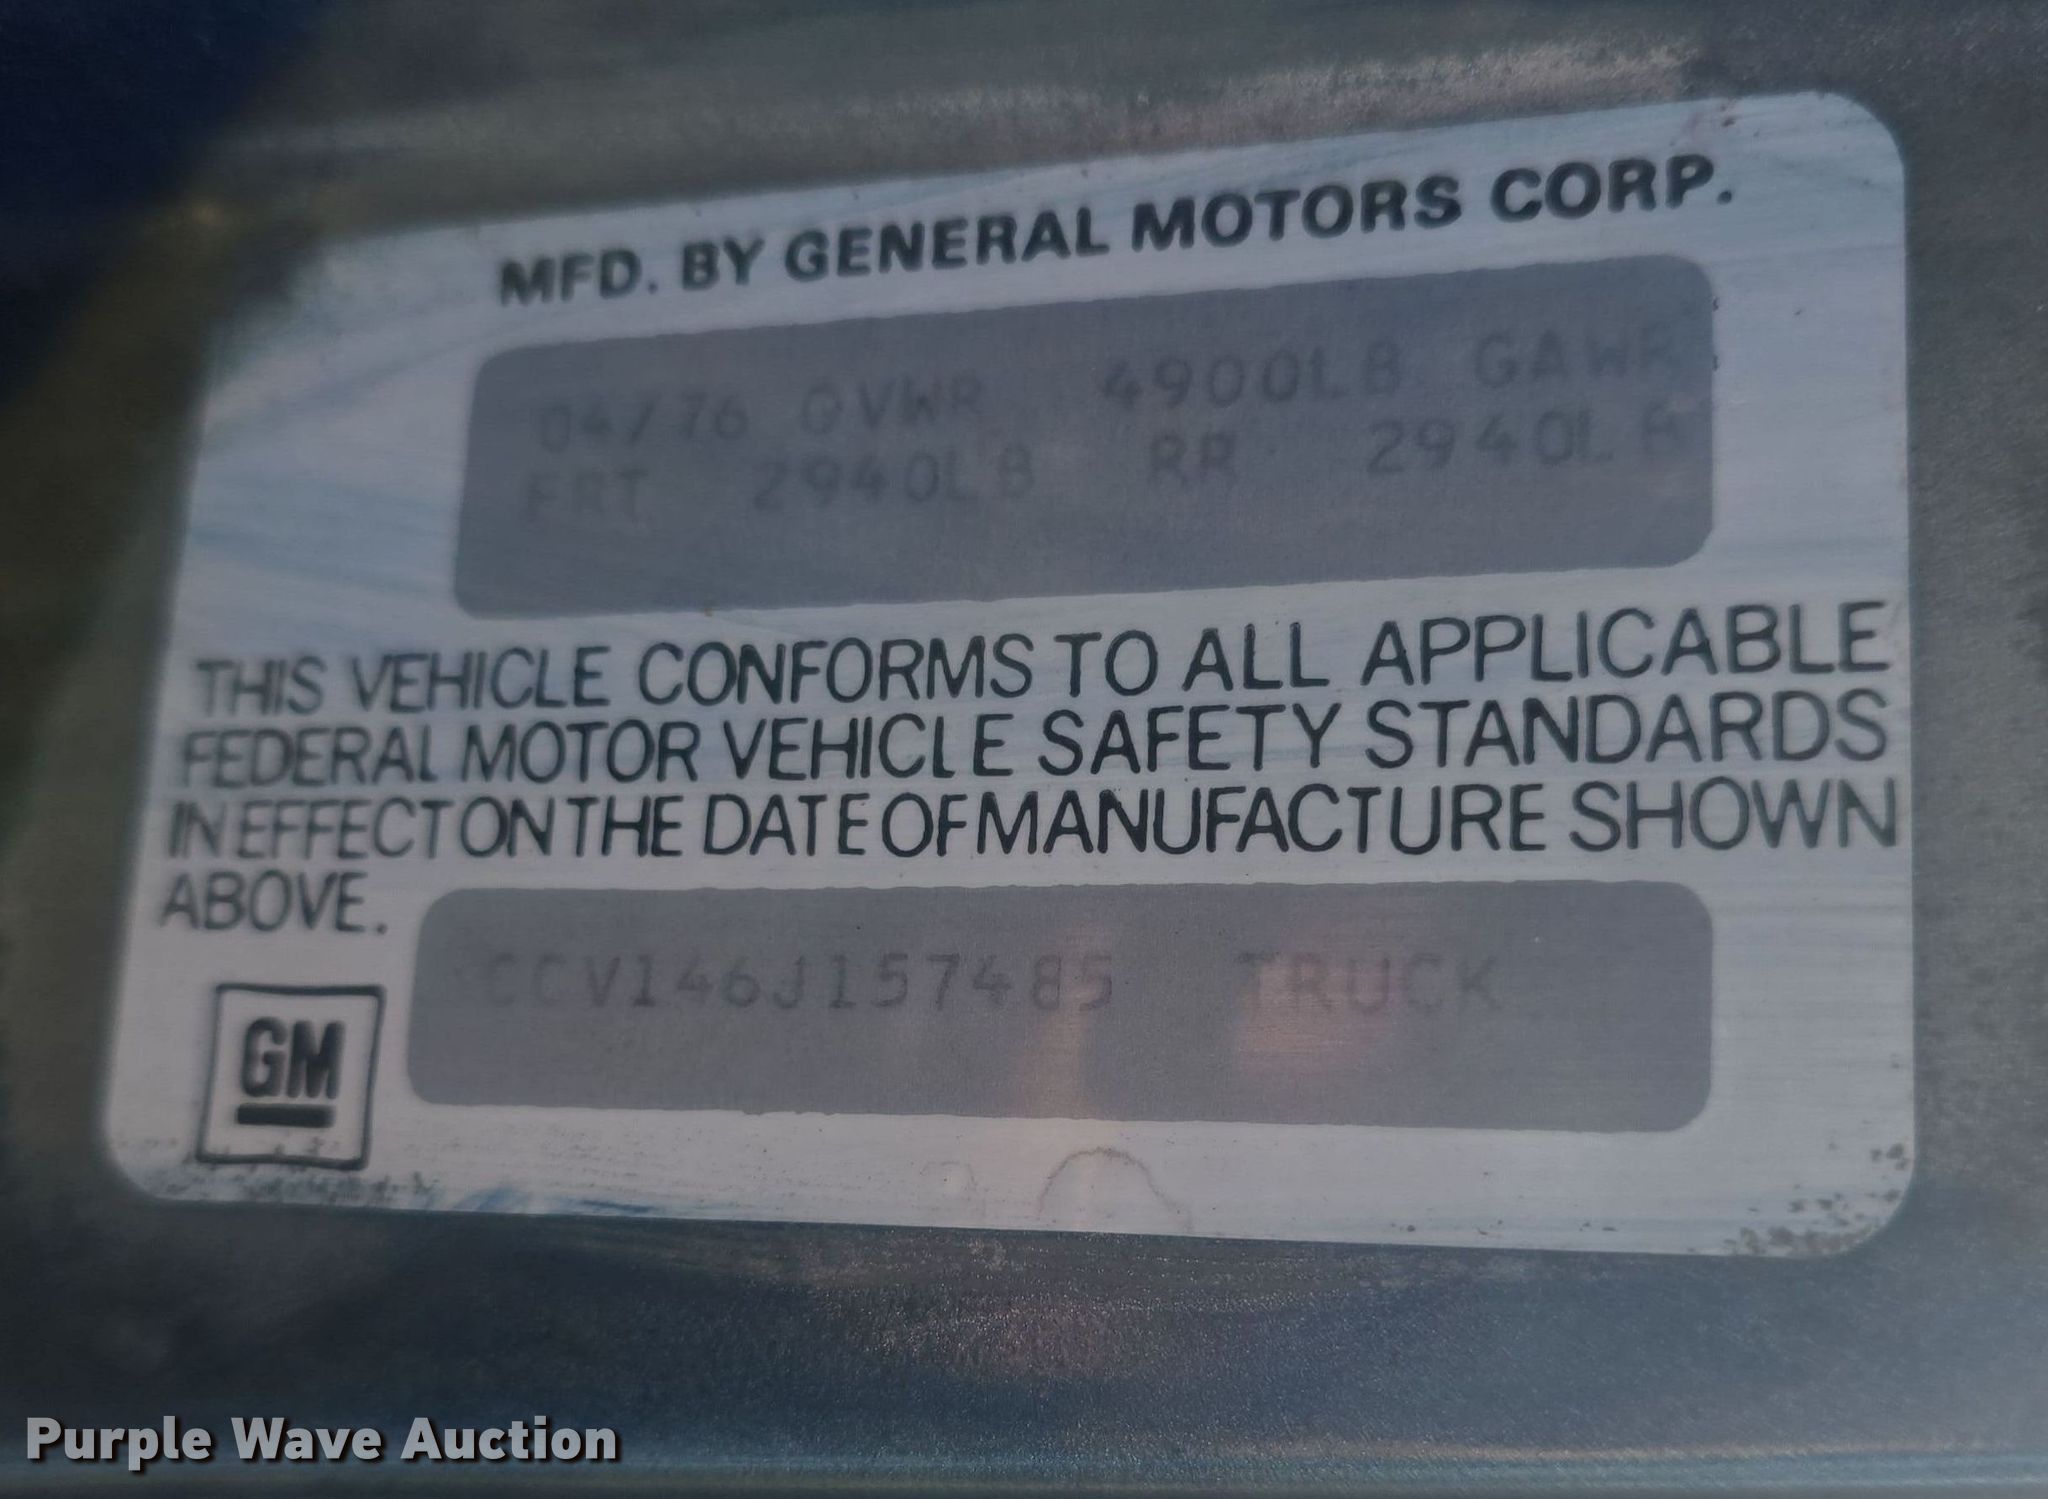 MFD. BY GENERAL MOTORS CORP.
04/76 GVWR 4900LB GAWR
FRT 2940LB RR 2940LB
THIS VEHICLE CONFORMS TO ALL APPLICABLE
FEDERAL MOTOR VEHICLE SAFETY STANDARDS
IN EFFECT ON THE DATE OF MANUFACTURE SHOWN
ABOVE.
CCV146J157485 TRUCK
GM
Purple Wave Auction